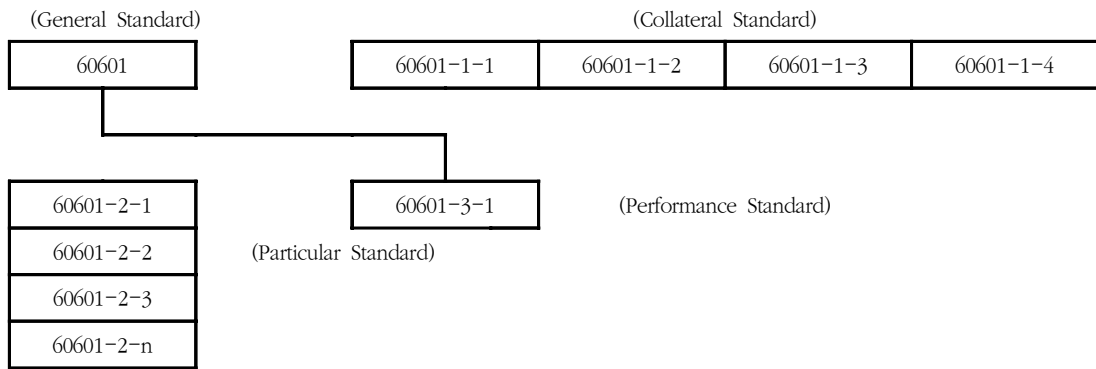 (General Standard) (Collateral Standard)
60601 60601-1-1 60601-1-2 60601-1-3 60601-1-4
60601-2-1 60601-3-1 (Performance Standard)
60601-2-2 (Particular Standard)
60601-2-3
60601-2-n